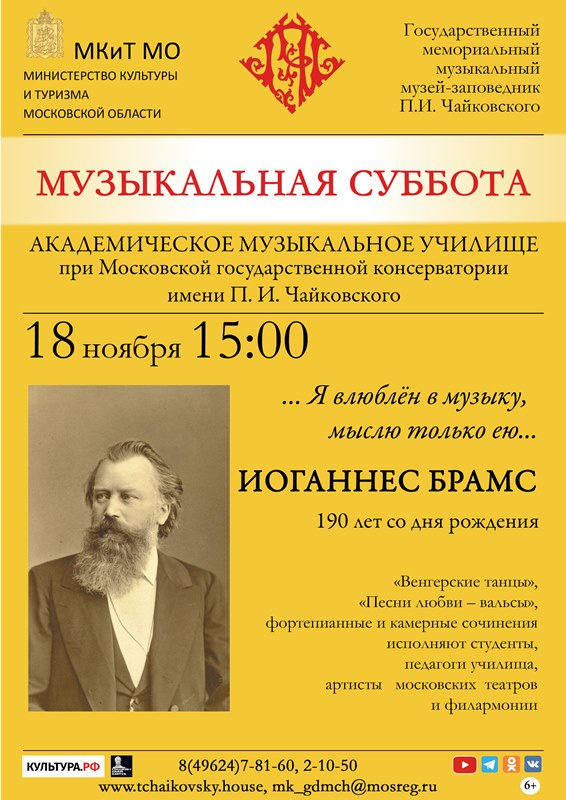 МКиТ МО
МИНИСТЕРСТВО КУЛЬТУРЫ
И ТУРИЗМА
МОСКОВСКОЙ ОБЛАСТИ
Государственный
мемориальный
музыкальный
музей-заповедник
П.И. Чайковского
МУЗЫКАЛЬНАЯ СУББОТА
АКАДЕМИЧЕСКОЕ МУЗЫКАЛЬНОЕ УЧИЛИЩЕ
при Московской государственной консерватории
имени П. И. Чайковского
18 ноября 15:00
... Я влюблён в музыку,
мыслю только ею...
ИОГАННЕС БРАМС
190 лет со дня рождения
«Венгерские танцы»,
«Песни любви – вальсы»,
фортепианные и камерные сочинения
исполняют студенты,
педагоги училища,
артисты московских театров
и филармонии
КУЛЬТУРА.РФ
8(49624)7-81-60, 2-10-50
www.tchaikovsky.house, mk_gdmch@mosreg.ru
6+